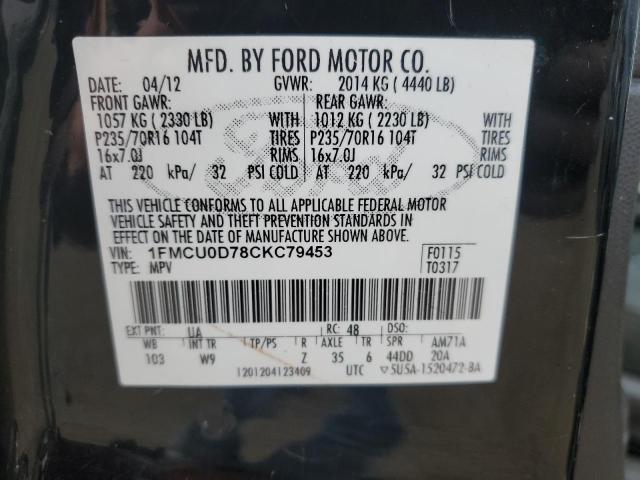 MFD. BY FORD MOTOR CO.
DATE: 04/12 GVWR: 2014 KG ( 4440 LB)
FRONT GAWR: REAR GAWR:
1057 KG ( 2330 LB) WITH 1012 KG ( 2230 LB) WITH
P235/70R16 104T TIRES P235/70R16 104T TIRES
16x7.0J RIMS 16x7.0J RIMS
AT 220 kPa/ 32 PSI COLD AT 220 kPa/ 32 PSI COLD
Ford
THIS VEHICLE CONFORMS TO ALL APPLICABLE FEDERAL MOTOR
VEHICLE SAFETY AND THEFT PREVENTION STANDARDS IN
EFFECT ON THE DATE OF MANUFACTURE SHOWN ABOVE.
VIN: 1FMCU0D78CKC79453 F0115
TYPE: MPV T0317
EXT PNT: UA RC: 48 DSO:
WB INT TR TP/PS R AXLE TR SPR AM71A
103 W9 Z 35 6 44DD 20A
1201204123409 UTC ▽5U5A-1520472-BA